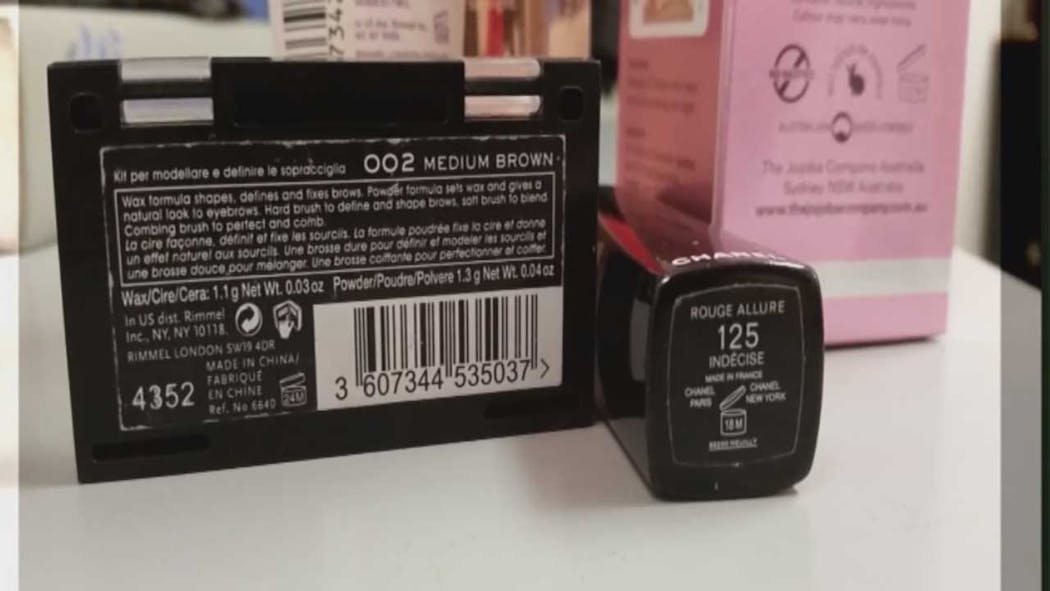 Kit per modellare e definire le sopracciglia 002 MEDIUM BROWN
Wax formula shapes, defines and fixes brows. Powder formula sets wax and gives a
natural look to eyebrows. Hard brush to define and shape brows, soft brush to blend.
Combing brush to perfect and comb.
La cire façonne, définit et fixe les sourcils. La formule poudrée fixe la cire et donne
un effet naturel aux sourcils. Une brosse dure pour définir et modeler les sourcils et
une brosse douce pour mélanger. Une brosse coiffante pour perfectionner et coiffer.
Wax/Cire/Cera: 1.1 g Net Wt. 0.03 oz Powder/Poudre/Polvere 1.3 g Net Wt. 0.04 oz
In US dist. Rimmel
Inc., NY, NY 10118.
RIMMEL LONDON SW19 4DR
MADE IN CHINA/
FABRIQUÉ
EN CHINE
4352
Ref. No 6640
24M
3 607344 535037 >
CHANEL
ROUGE ALLURE
125
INDÉCISE
MADE IN FRANCE
CHANEL
PARIS
CHANEL
NEW YORK
18 M
The Jojoba Company Australia
Sydney NSW Australia
www.thejojobacompany.com.au